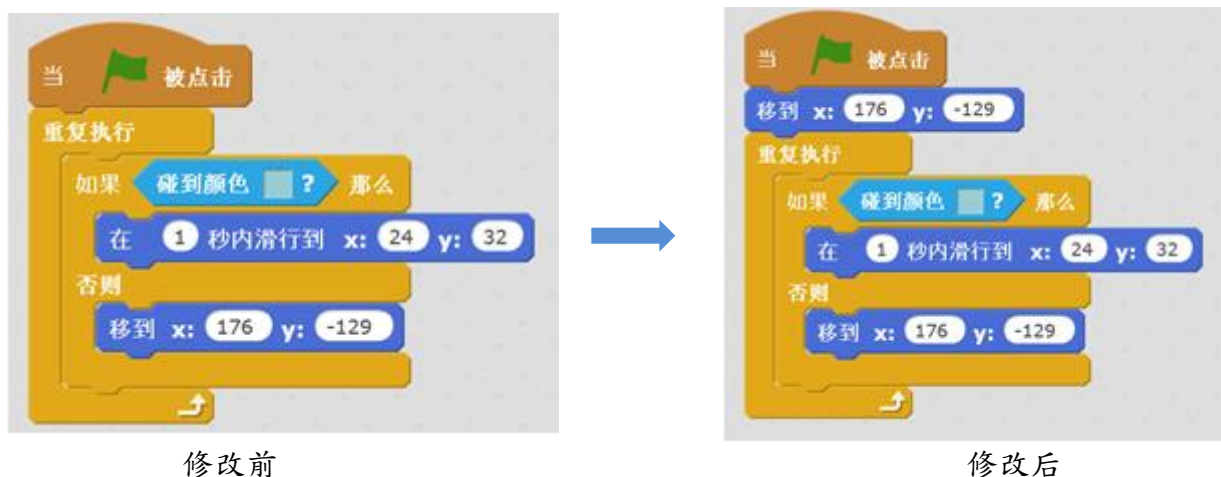 当 被点击
重复执行
如果 碰到颜色 ? 那么
在 1 秒内滑行到 x: 24 y: 32
否则
移到 x: 176 y: -129
修改前
当 被点击
移到 x: 176 y: -129
重复执行
如果 碰到颜色 ? 那么
在 1 秒内滑行到 x: 24 y: 32
否则
移到 x: 176 y: -129
修改后